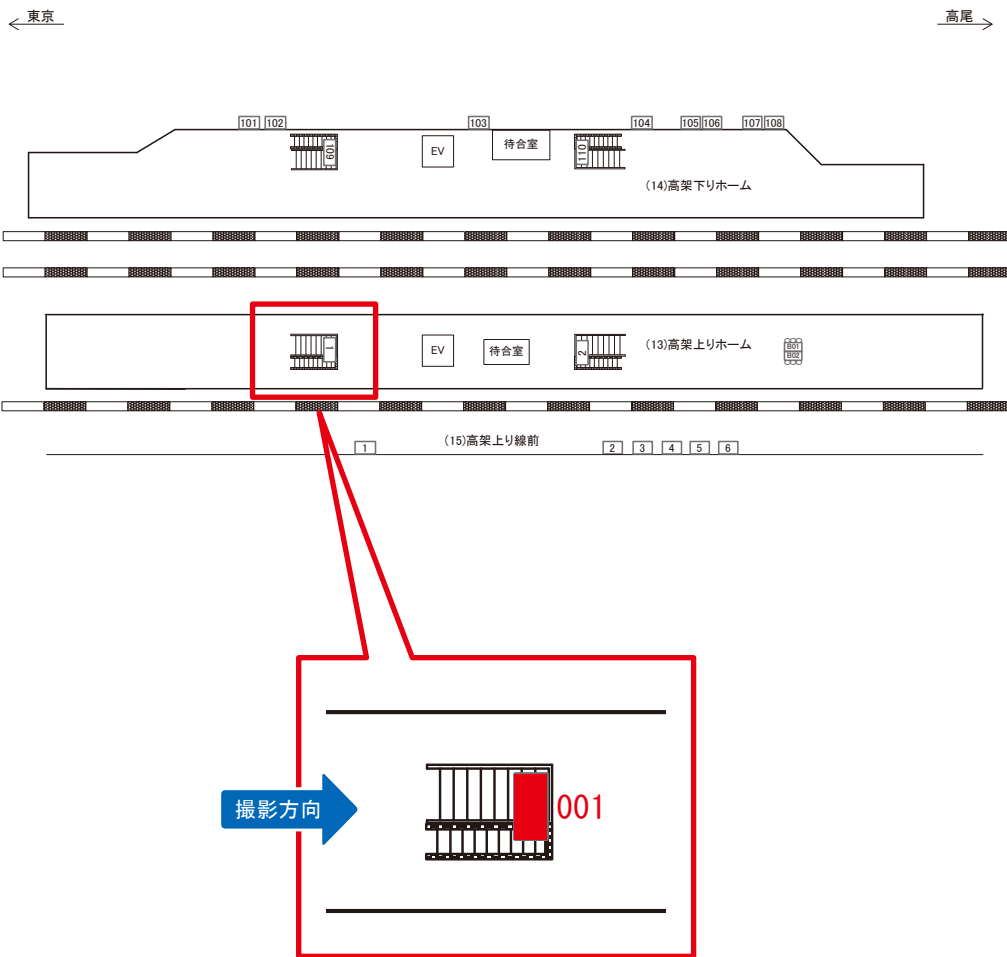 東京
高尾
101 102 103 104 105 106 107 108
109 EV 待合室 110
(14)高架下りホーム
1 EV 待合室 2 (13)高架上りホーム B01
B02
(15)高架上り線前
1 2 3 4 5 6
撮影方向
001